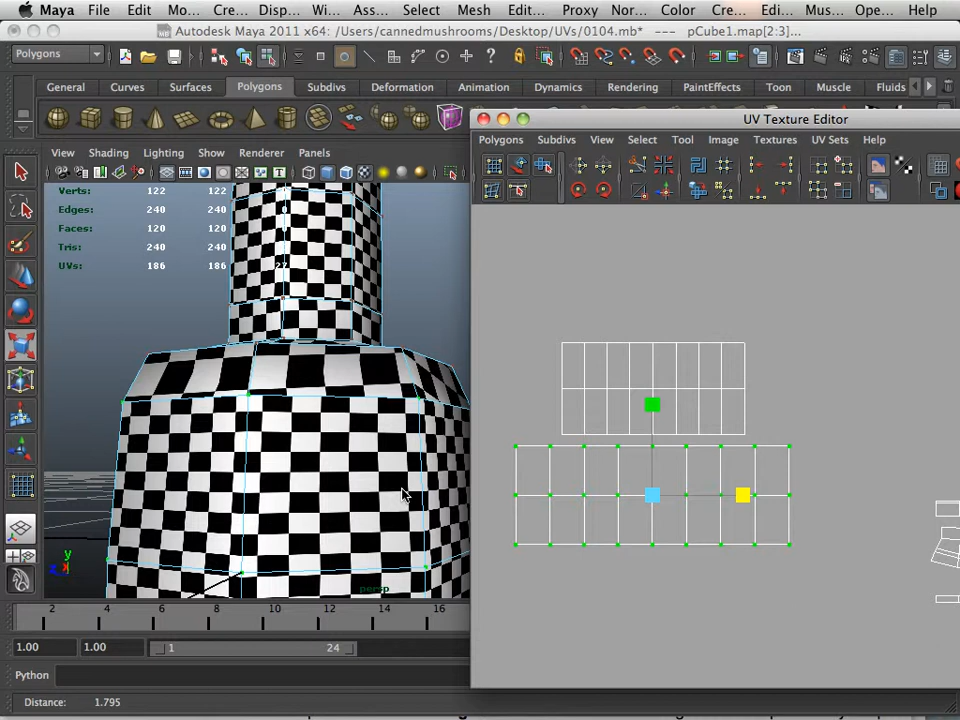 Maya File Edit Mo... Cre... Disp... Wi... Ass... Select Mesh Edit... Proxy Nor... Color Cre... Edi... Mus... Ope... Help
Autodesk Maya 2011 x64: /Users/cannedmushrooms/Desktop/UVs/0104.mb* --- pCube1.map[2:3]...
Polygons
General Curves Surfaces Polygons Subdivs Deformation Animation Dynamics Rendering PaintEffects Toon Muscle Fluids
UV Texture Editor
Polygons Subdivs View Select Tool Image Textures UV Sets Help
View Shading Lighting Show Renderer Panels
Verts: 122 122
Edges: 240 240
Faces: 120 120
Tris: 240 240
UVs: 186 186
y
z x
persp
2 4 6 8 10 12 14 16
1.00 1.00 1 24
Python
Distance: 1.795